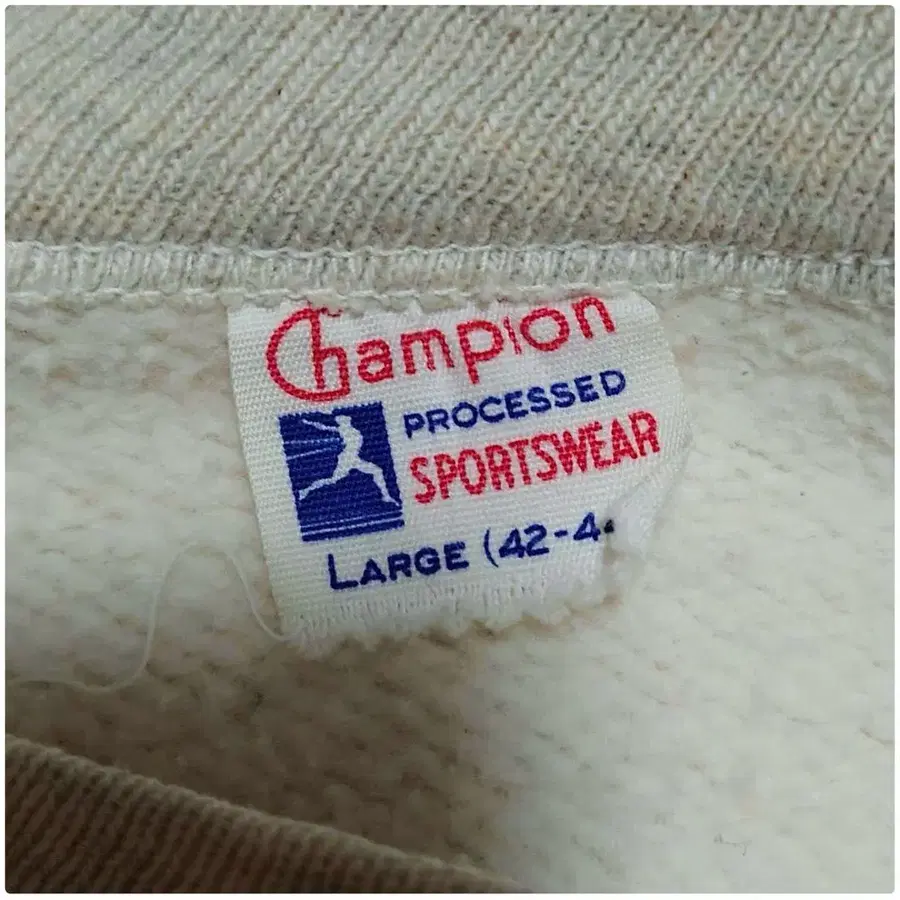 Champion
PROCESSED
SPORTSWEAR
LARGE (42-4